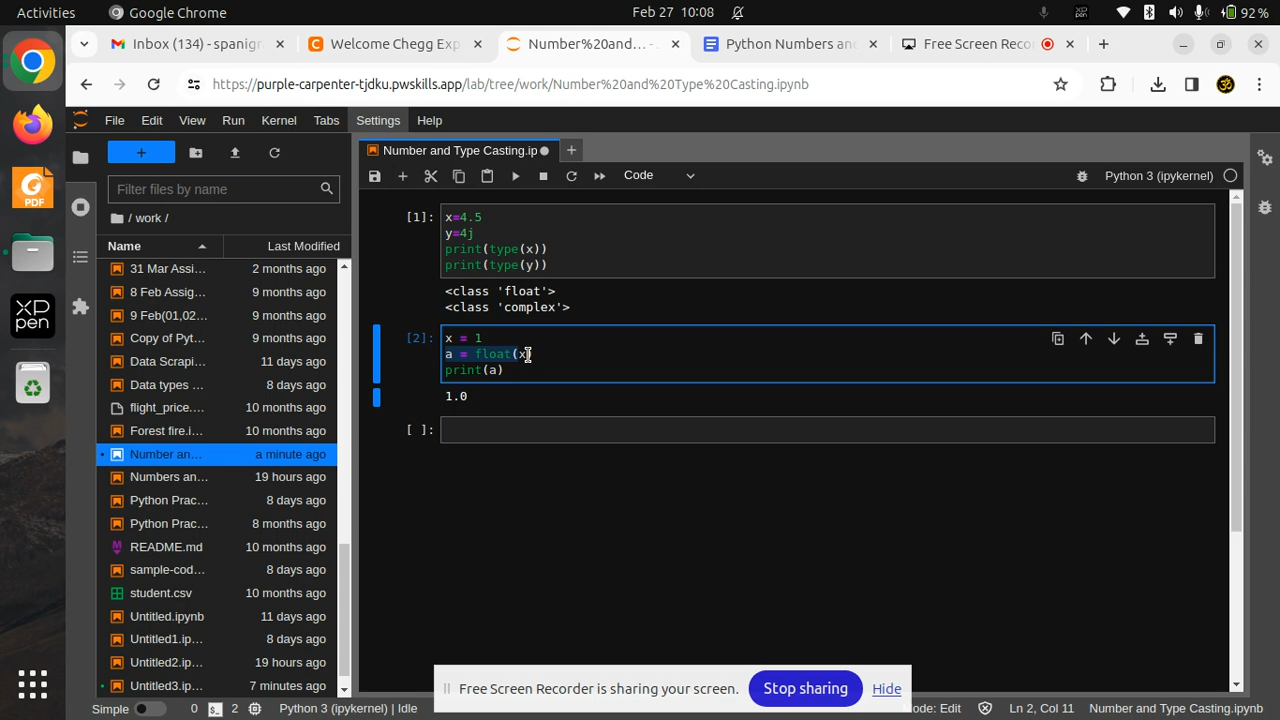 Activities
Google Chrome
Feb 27 10:08
92 %
Inbox (134) - spanigr
Welcome Chegg Exp
Number%20and... -
Python Numbers and
Free Screen Reco
https://purple-carpenter-tjdku.pwskills.app/lab/tree/work/Number%20and%20Type%20Casting.ipynb
File Edit View Run Kernel Tabs Settings Help
Number and Type Casting.ip
Code
Python 3 (ipykernel)
Filter files by name
/ work /
Name Last Modified
31 Mar Assi... 2 months ago
8 Feb Assig... 9 months ago
9 Feb(01,02... 9 months ago
Copy of Pyt... 9 months ago
Data Scrapi... 11 days ago
Data types ... 8 days ago
flight_price.... 10 months ago
Forest fire.i... 10 months ago
Number an... a minute ago
Numbers an... 19 hours ago
Python Prac... 8 days ago
Python Prac... 8 months ago
README.md 10 months ago
sample-cod... 8 days ago
student.csv 10 months ago
Untitled.ipynb 11 days ago
Untitled1.ip... 8 days ago
Untitled2.ip... 19 hours ago
Untitled3.ip... 7 minutes ago
[1]: x=4.5
y=4j
print(type(x))
print(type(y))
<class 'float'>
<class 'complex'>
[2]: x = 1
a = float(x)
print(a)
1.0
[ ]:
PDF
XP
pen
Free Screen Recorder is sharing your screen. Stop sharing Hide
Simple 0 2 Python 3 (ipykernel) | Idle
ode: Edit Ln 2, Col 11 Number and Type Casting.ipynb